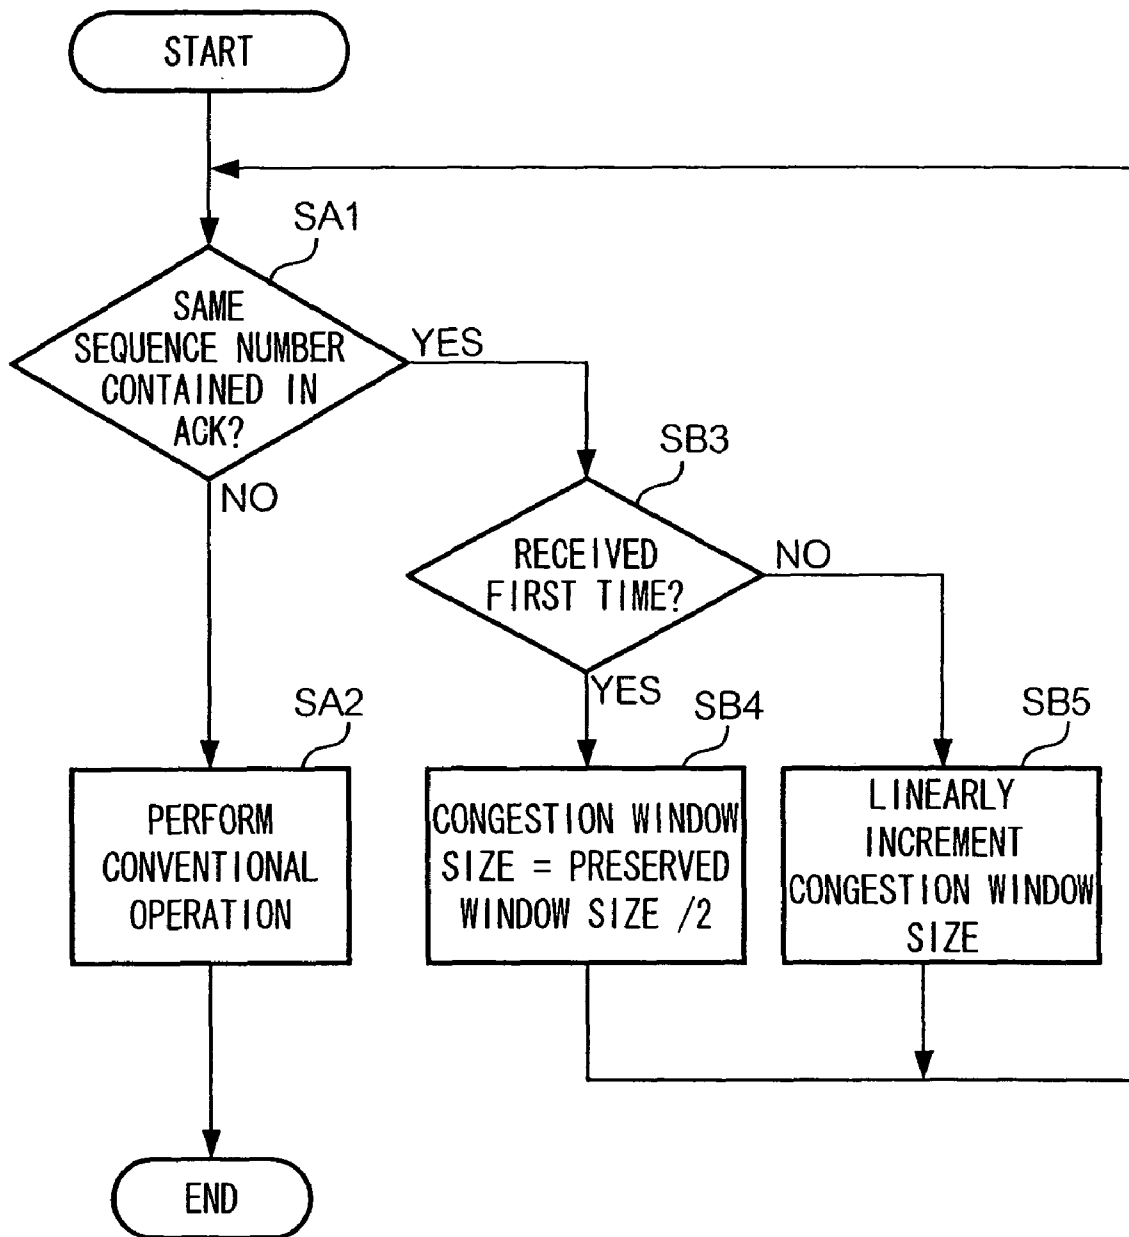 START
SA1
SAME
SEQUENCE NUMBER
CONTAINED IN
ACK?
YES
NO
SB3
RECEIVED
FIRST TIME?
NO
YES
SA2
PERFORM
CONVENTIONAL
OPERATION
SB4
CONGESTION WINDOW
SIZE = PRESERVED
WINDOW SIZE /2
SB5
LINEARLY
INCREMENT
CONGESTION WINDOW
SIZE
END